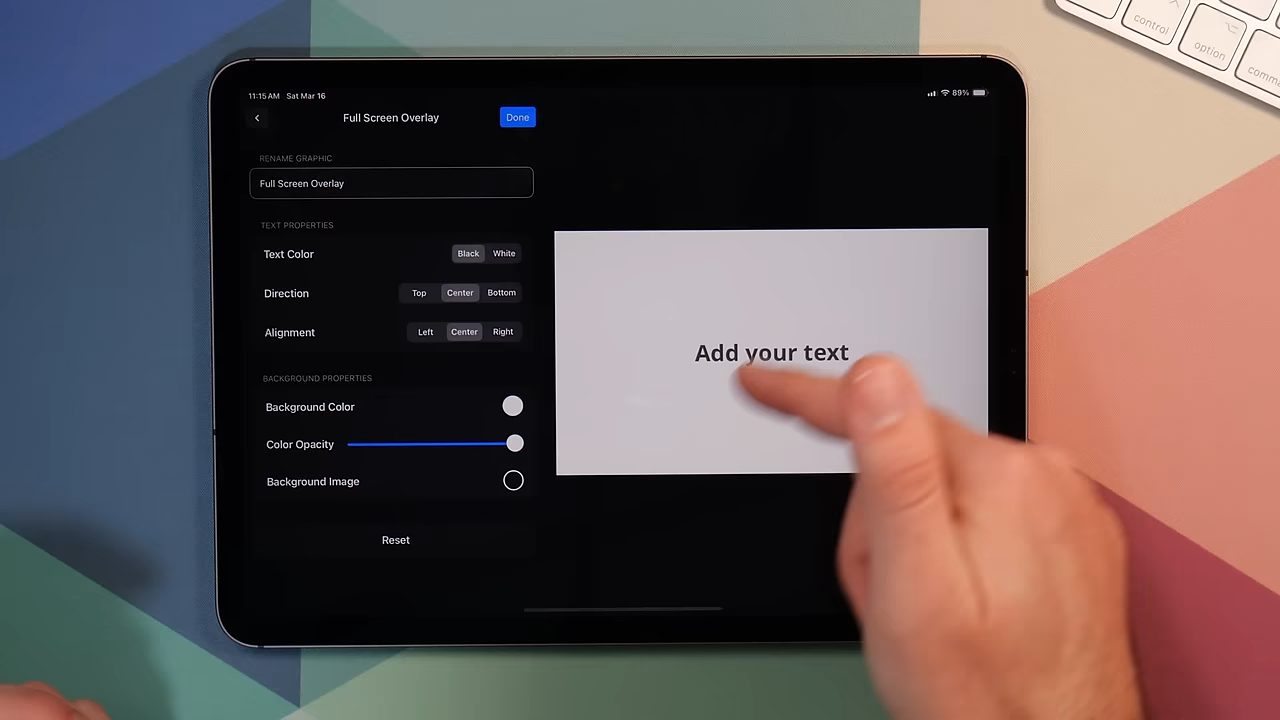 control
option
11:15 AM Sat Mar 16
89%
Full Screen Overlay
Done
RENAME GRAPHIC
Full Screen Overlay
TEXT PROPERTIES
Text Color Black White
Direction Top Center Bottom
Alignment Left Center Right
Add your text
BACKGROUND PROPERTIES
Background Color
Color Opacity
Background Image
Reset